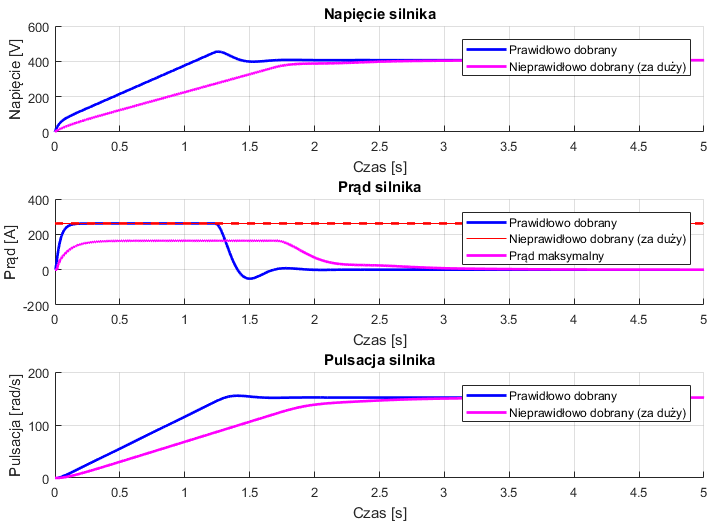 Napięcie silnika
Napięcie [V]
600
400
200
0
Prawidłowo dobrany
Nieprawidłowo dobrany (za duży)
0 0.5 1 1.5 2 2.5 3 3.5 4 4.5 5
Czas [s]
Prąd silnika
Prąd [A]
400
200
0
-200
Prawidłowo dobrany
Nieprawidłowo dobrany (za duży)
Prąd maksymalny
0 0.5 1 1.5 2 2.5 3 3.5 4 4.5 5
Czas [s]
Pulsacja silnika
Pulsacja [rad/s]
200
100
0
Prawidłowo dobrany
Nieprawidłowo dobrany (za duży)
0 0.5 1 1.5 2 2.5 3 3.5 4 4.5 5
Czas [s]